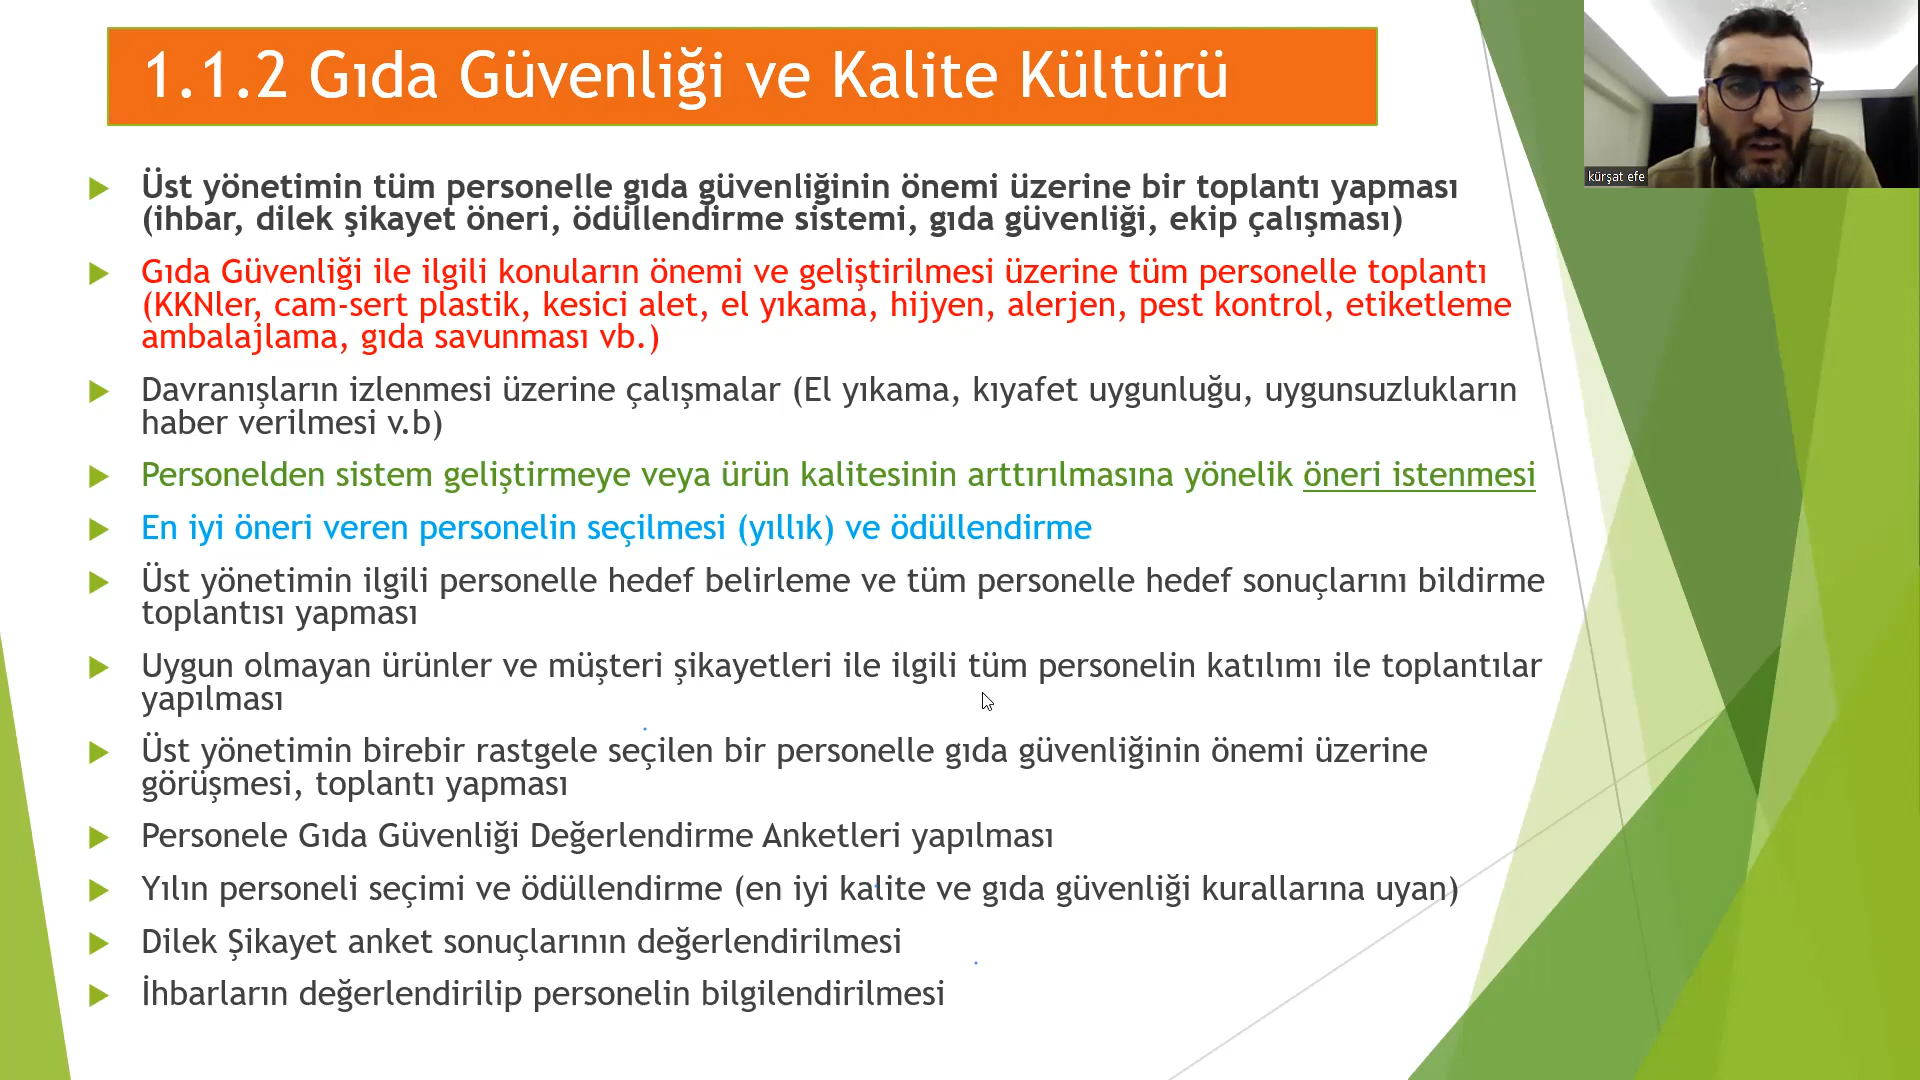 1.1.2 Gıda Güvenliği ve Kalite Kültürü
kürşat efe
Üst yönetimin tüm personelle gıda güvenliğinin önemi üzerine bir toplantı yapması
(ihbar, dilek şikayet öneri, ödüllendirme sistemi, gıda güvenliği, ekip çalışması)
Gıda Güvenliği ile ilgili konuların önemi ve geliştirilmesi üzerine tüm personelle toplantı
(KKNler, cam-sert plastik, kesici alet, el yıkama, hijyen, alerjen, pest kontrol, etiketleme
ambalajlama, gıda savunması vb.)
Davranışların izlenmesi üzerine çalışmalar (El yıkama, kıyafet uygunluğu, uygunsuzlukların
haber verilmesi v.b)
Personelden sistem geliştirmeye veya ürün kalitesinin arttırılmasına yönelik öneri istenmesi
En iyi öneri veren personelin seçilmesi (yıllık) ve ödüllendirme
Üst yönetimin ilgili personelle hedef belirleme ve tüm personelle hedef sonuçlarını bildirme
toplantısı yapması
Uygun olmayan ürünler ve müşteri şikayetleri ile ilgili tüm personelin katılımı ile toplantılar
yapılması
Üst yönetimin birebir rastgele seçilen bir personelle gıda güvenliğinin önemi üzerine
görüşmesi, toplantı yapması
Personele Gıda Güvenliği Değerlendirme Anketleri yapılması
Yılın personeli seçimi ve ödüllendirme (en iyi kalite ve gıda güvenliği kurallarına uyan)
Dilek Şikayet anket sonuçlarının değerlendirilmesi
İhbarların değerlendirilip personelin bilgilendirilmesi